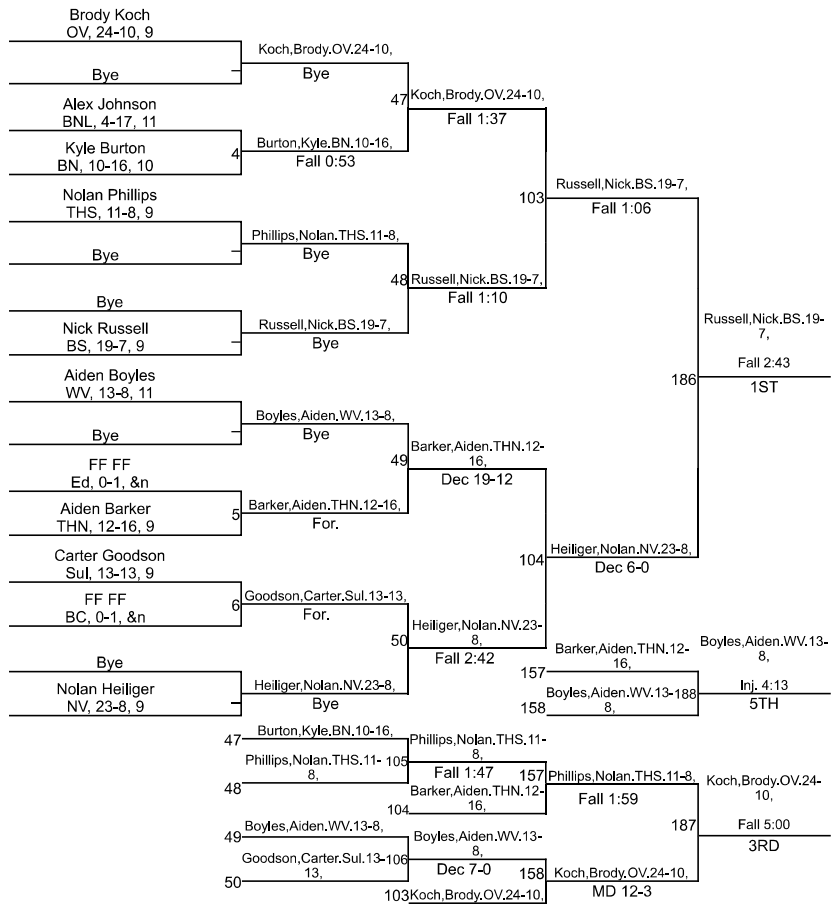 Brody Koch
OV, 24-10, 9
Koch,Brody.OV.24-10,
Bye
Bye
47
Koch,Brody.OV.24-10,
Fall 1:37
Alex Johnson
BNL, 4-17, 11
Kyle Burton
BN, 10-16, 10
4
Burton,Kyle.BN.10-16,
Fall 0:53
103
Russell,Nick.BS.19-7,
Fall 1:06
Nolan Phillips
THS, 11-8, 9
Phillips,Nolan.THS.11-8,
Bye
Bye
48
Russell,Nick.BS.19-7,
Fall 1:10
Bye
Nick Russell
BS, 19-7, 9
Russell,Nick.BS.19-7,
Bye
186
Russell,Nick.BS.19-
7,
Fall 2:43
1ST
Aiden Boyles
WV, 13-8, 11
Boyles,Aiden.WV.13-8,
Bye
Bye
49
Barker,Aiden.THN.12-
16,
Dec 19-12
FF FF
Ed, 0-1, &n
Aiden Barker
THN, 12-16, 9
5
Barker,Aiden.THN.12-16,
For.
104
Heiliger,Nolan.NV.23-8,
Dec 6-0
Carter Goodson
Sul, 13-13, 9
FF FF
BC, 0-1, &n
6
Goodson,Carter.Sul.13-13,
For.
50
Heiliger,Nolan.NV.23-
8,
Fall 2:42
Bye
Nolan Heiliger
NV, 23-8, 9
Heiliger,Nolan.NV.23-8,
Bye
157
Barker,Aiden.THN.12-
16,
158
Boyles,Aiden.WV.13-
8,
188
Boyles,Aiden.WV.13-
8,
Inj. 4:13
5TH
47
Burton,Kyle.BN.10-16,
48
Phillips,Nolan.THS.11-
8,
105
Phillips,Nolan.THS.11-
8,
Fall 1:47
104
Barker,Aiden.THN.12-
16,
157
Phillips,Nolan.THS.11-8,
Fall 1:59
187
Koch,Brody.OV.24-
10,
Fall 5:00
3RD
49
Boyles,Aiden.WV.13-8,
50
Goodson,Carter.Sul.13-
13,
106
Boyles,Aiden.WV.13-
8,
Dec 7-0
103
Koch,Brody.OV.24-10,
158
Koch,Brody.OV.24-10,
MD 12-3